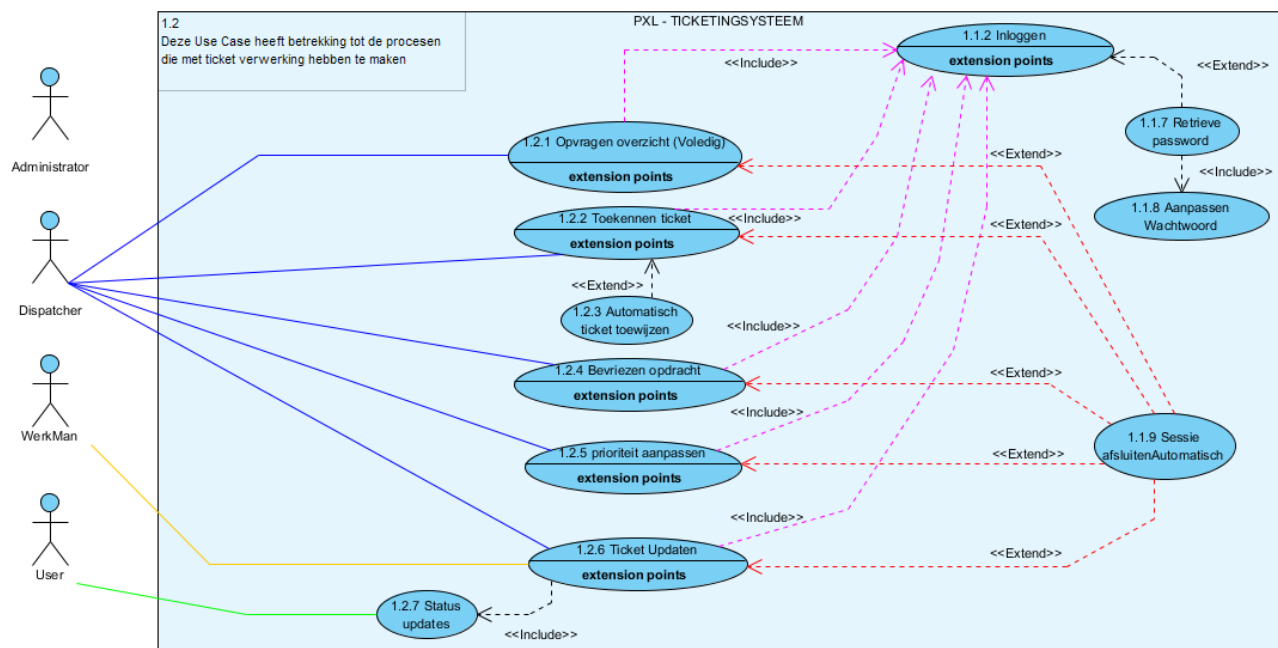 PXL - TICKETINGSYSTEEM
1.2
Deze Use Case heeft betrekking tot de procesen
die met ticket verwerking hebben te maken
1.1.2 Inloggen
extension points
<<Include>>
<<Extend>>
Administrator
1.1.7 Retrieve
password
1.2.1 Opvragen overzicht (Voledig)
extension points
<<Extend>>
<<Include>>
1.1.8 Aanpassen
Wachtwoord
1.2.2 Toekennen ticket
extension points
<<Include>>
<<Extend>>
Dispatcher
<<Extend>>
1.2.3 Automatisch
ticket toewijzen
<<Include>>
1.2.4 Bevriezen opdracht
extension points
<<Extend>>
WerkMan
<<Include>>
1.2.5 prioriteit aanpassen
extension points
<<Extend>>
1.1.9 Sessie
afsluitenAutomatisch
<<Include>>
1.2.6 Ticket Updaten
extension points
<<Extend>>
User
1.2.7 Status
updates
<<Include>>